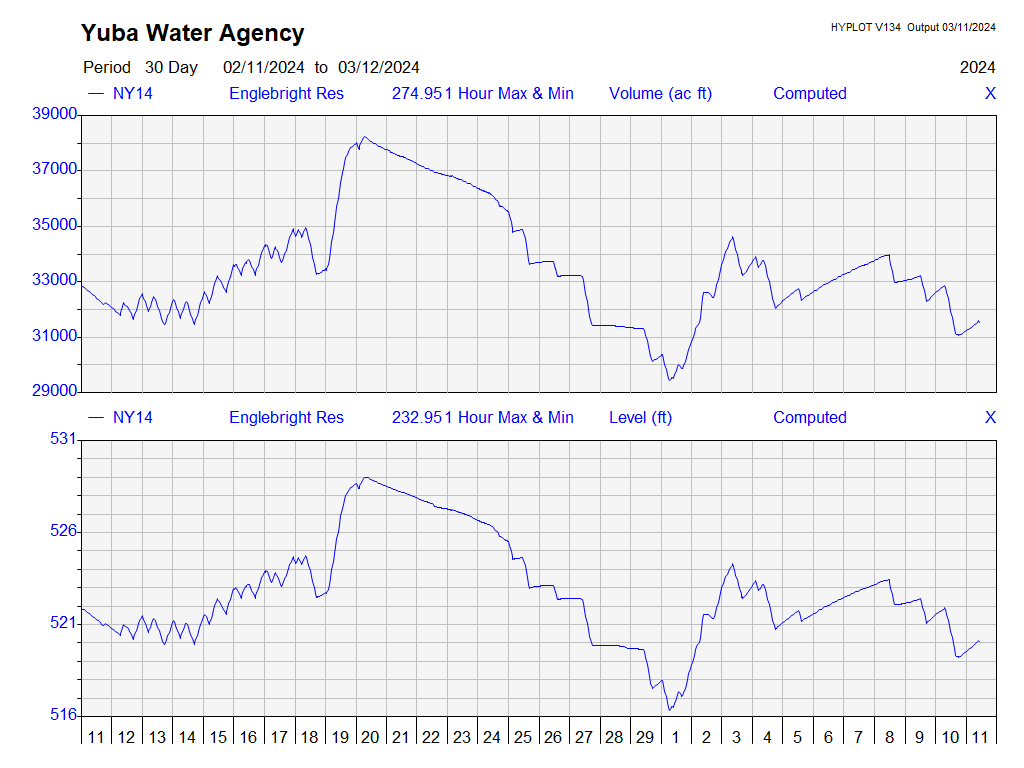 Yuba Water Agency
HYPLOT V134 Output 03/11/2024
Period 30 Day 02/11/2024 to 03/12/2024
2024
NY14 Englebright Res 274.95 1 Hour Max & Min Volume (ac ft) Computed X
39000
37000
35000
33000
31000
29000
NY14 Englebright Res 232.95 1 Hour Max & Min Level (ft) Computed X
531
526
521
516
11 12 13 14 15 16 17 18 19 20 21 22 23 24 25 26 27 28 29 1 2 3 4 5 6 7 8 9 10 11